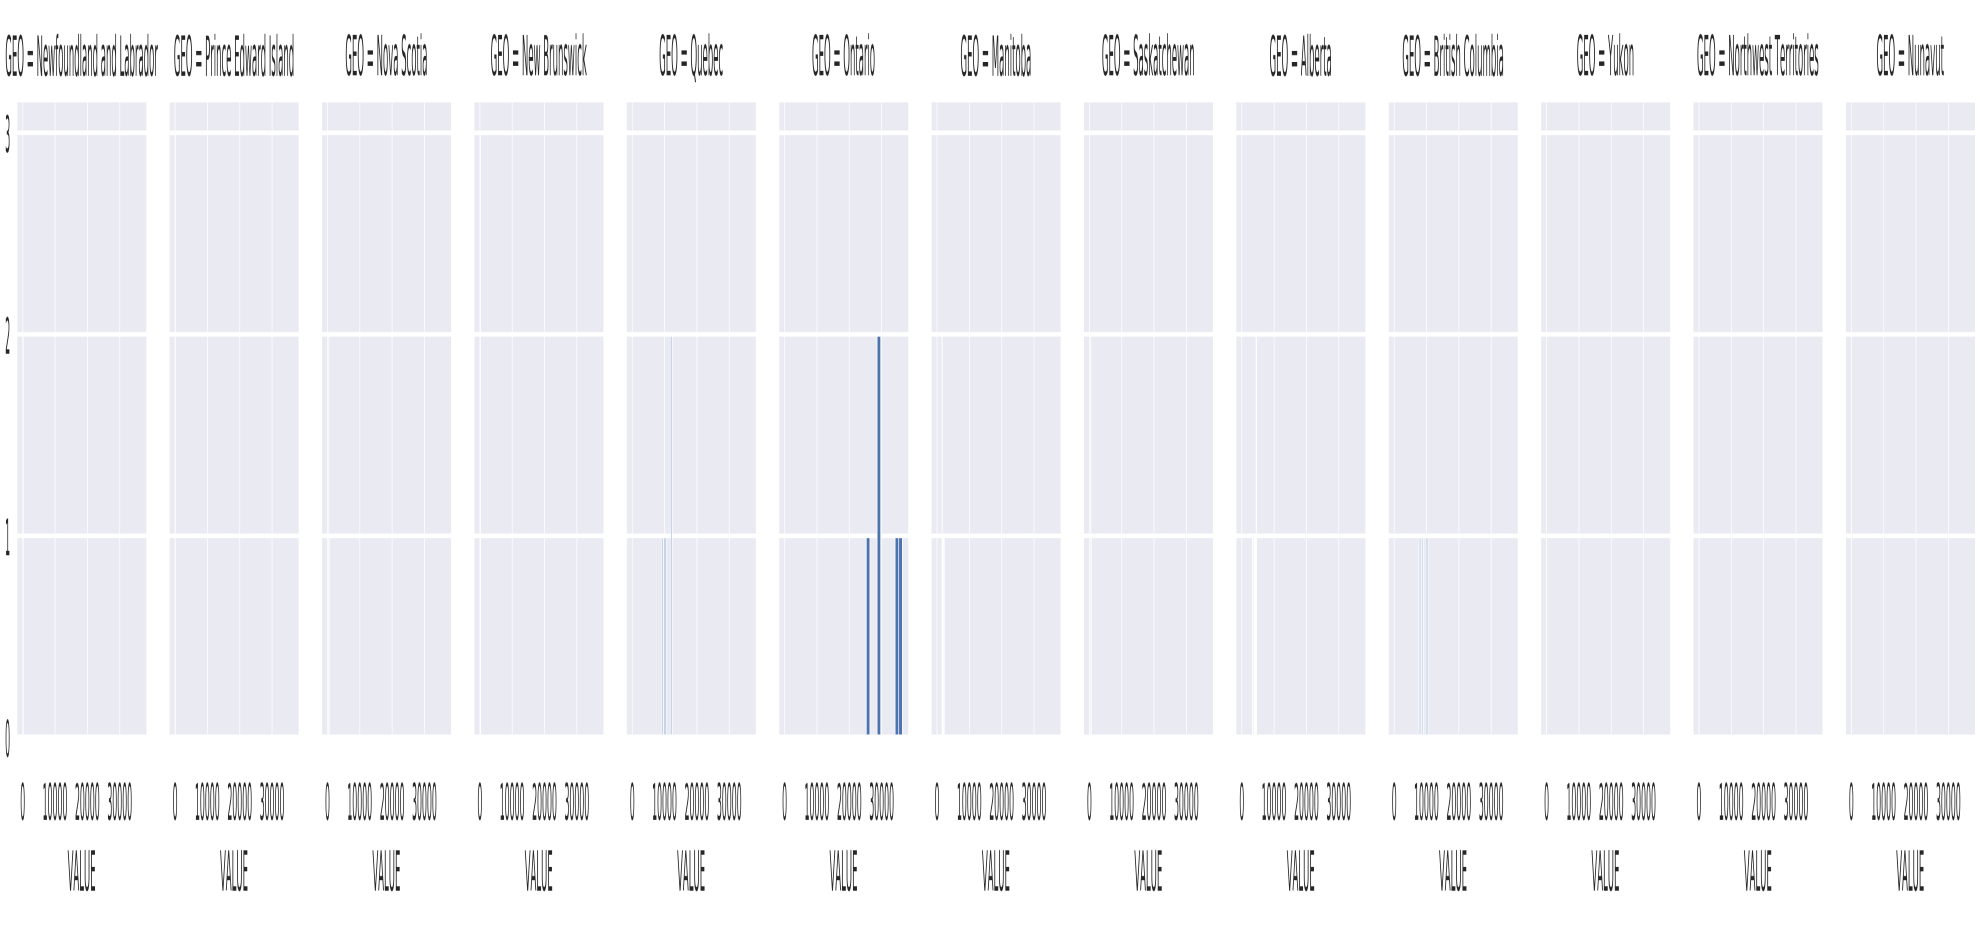 GEO = Newfoundland and Labrador GEO = Prince Edward Island GEO = Nova Scotia GEO = New Brunswick GEO = Quebec GEO = Ontario GEO = Manitoba GEO = Saskatchewan GEO = Alberta GEO = British Columbia GEO = Yukon GEO = Northwest Territories GEO = Nunavut
3
2
1
0
0 10000 20000 30000 0 10000 20000 30000 0 10000 20000 30000 0 10000 20000 30000 0 10000 20000 30000 0 10000 20000 30000 0 10000 20000 30000 0 10000 20000 30000 0 10000 20000 30000 0 10000 20000 30000 0 10000 20000 30000 0 10000 20000 30000 0 10000 20000 30000
VALUE VALUE VALUE VALUE VALUE VALUE VALUE VALUE VALUE VALUE VALUE VALUE VALUE